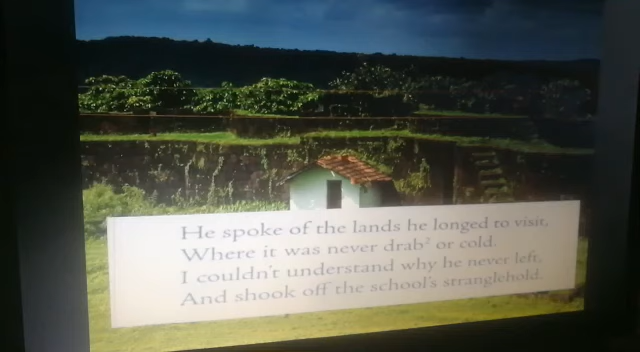 He spoke of the lands he longed to visit,
Where it was never drab² or cold.
I couldn't understand why he never left,
And shook off the school's stranglehold.